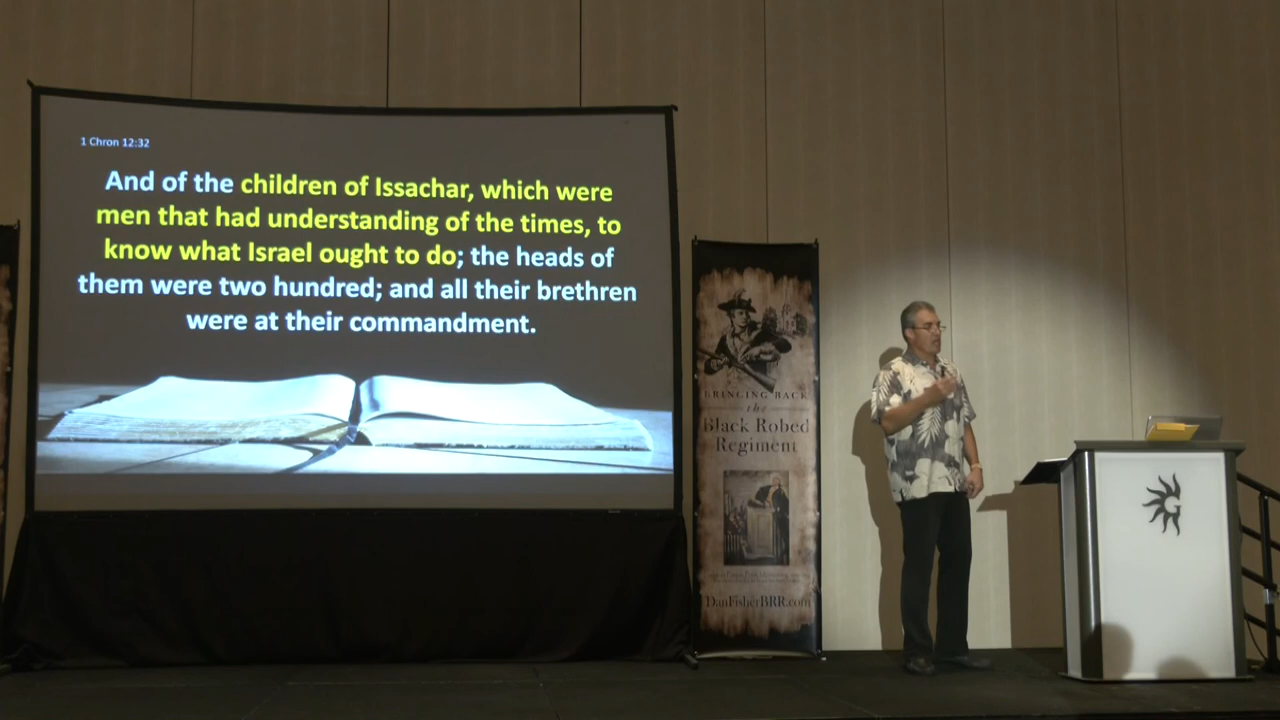 1 Chron 12:32
And of the children of Issachar, which were
men that had understanding of the times, to
know what Israel ought to do; the heads of
them were two hundred; and all their brethren
were at their commandment.
BRINGING BACK
the
Black Robed
Regiment
DanFisherBRR.com